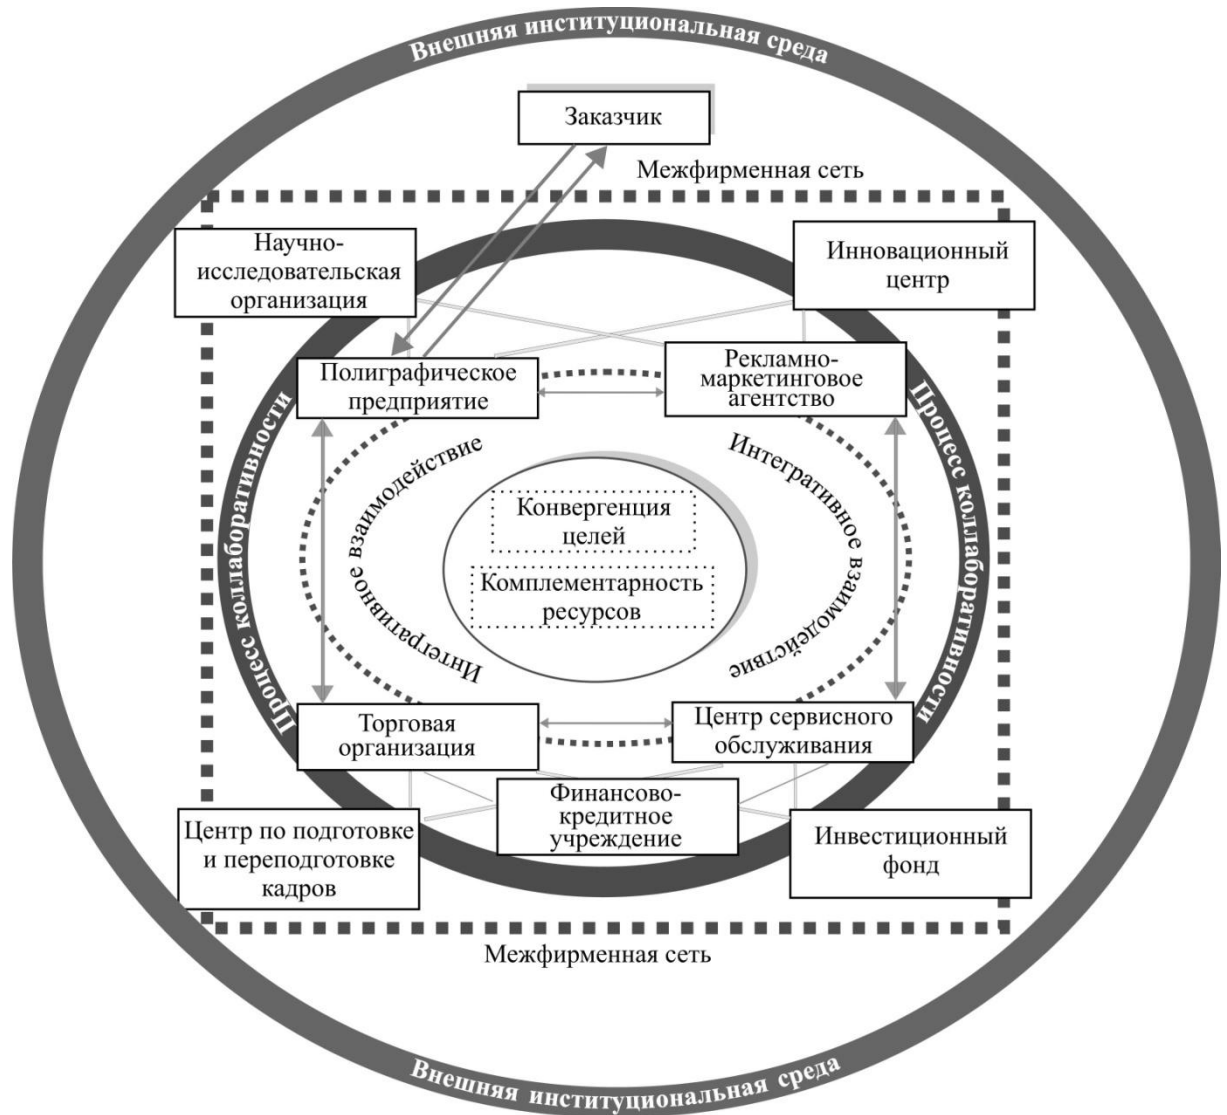 Внешняя институциональная среда
Заказчик
Межфирменная сеть
Научно-
исследовательская
организация
Инновационный
центр
Полиграфическое
предприятие
Рекламно-
маркетинговое
агентство
Процесс коллаборативности
Интегративное взаимодействие
Конвергенция
целей
Комплементарность
ресурсов
Интегративное взаимодействие
Процесс коллаборативности
Торговая
организация
Центр сервисного
обслуживания
Финансово-
кредитное
учреждение
Центр по подготовке
и переподготовке
кадров
Инвестиционный
фонд
Межфирменная сеть
Внешняя институциональная среда